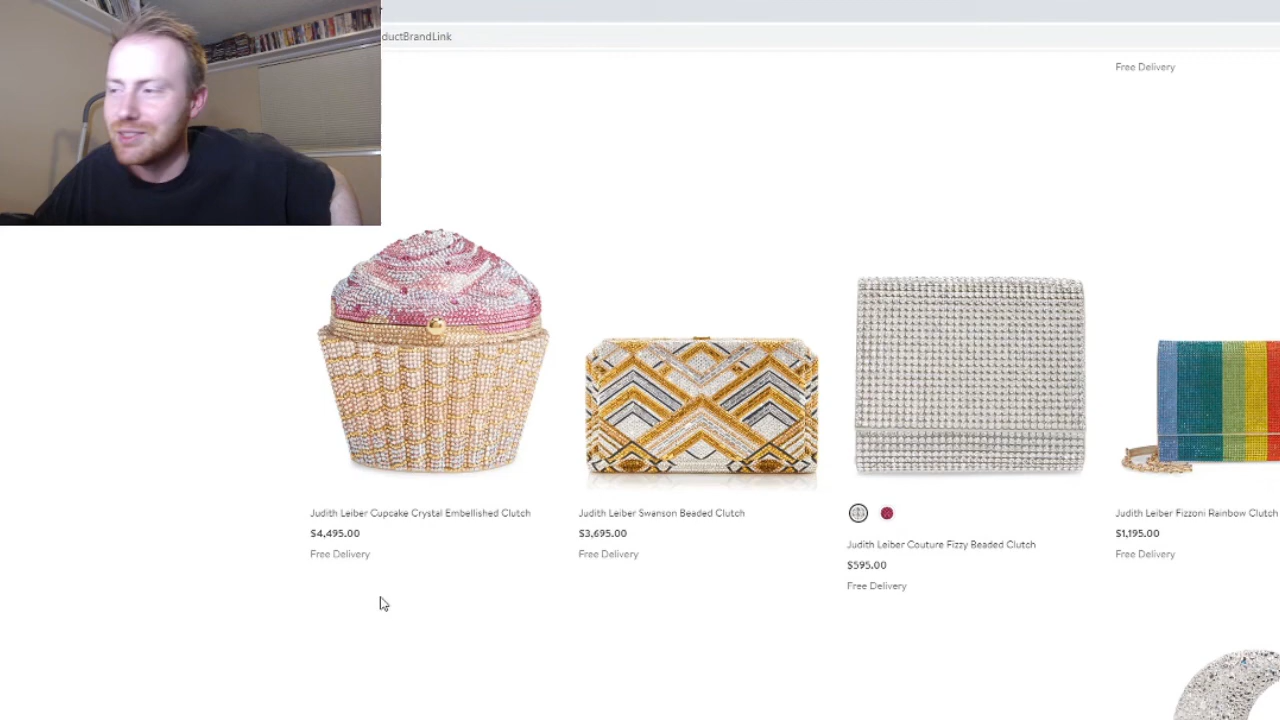 ductBrandLink
Free Delivery
Judith Leiber Cupcake Crystal Embellished Clutch
$4,495.00
Free Delivery
Judith Leiber Swanson Beaded Clutch
$3,695.00
Free Delivery
Judith Leiber Couture Fizzy Beaded Clutch
$595.00
Free Delivery
Judith Leiber Fizzoni Rainbow Clutch
$1,195.00
Free Delivery